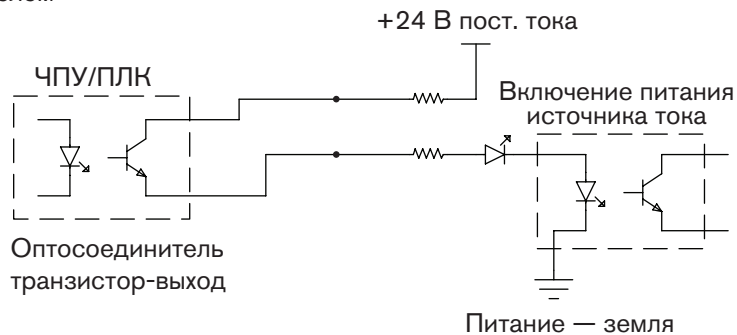 +24 В пост. тока
ЧПУ/ПЛК
Включение питания
источника тока
Оптосоединитель
транзистор-выход
Питание — земля